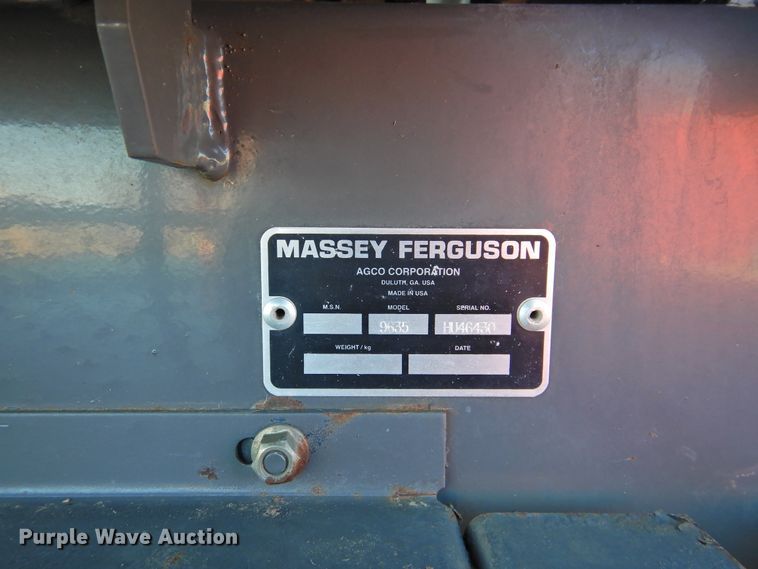 MASSEY FERGUSON
AGCO CORPORATION
DULUTH, GA. USA
MADE IN USA
M.S.N. MODEL SERIAL NO.
9635 HU46430
WEIGHT / kg DATE
Purple Wave Auction